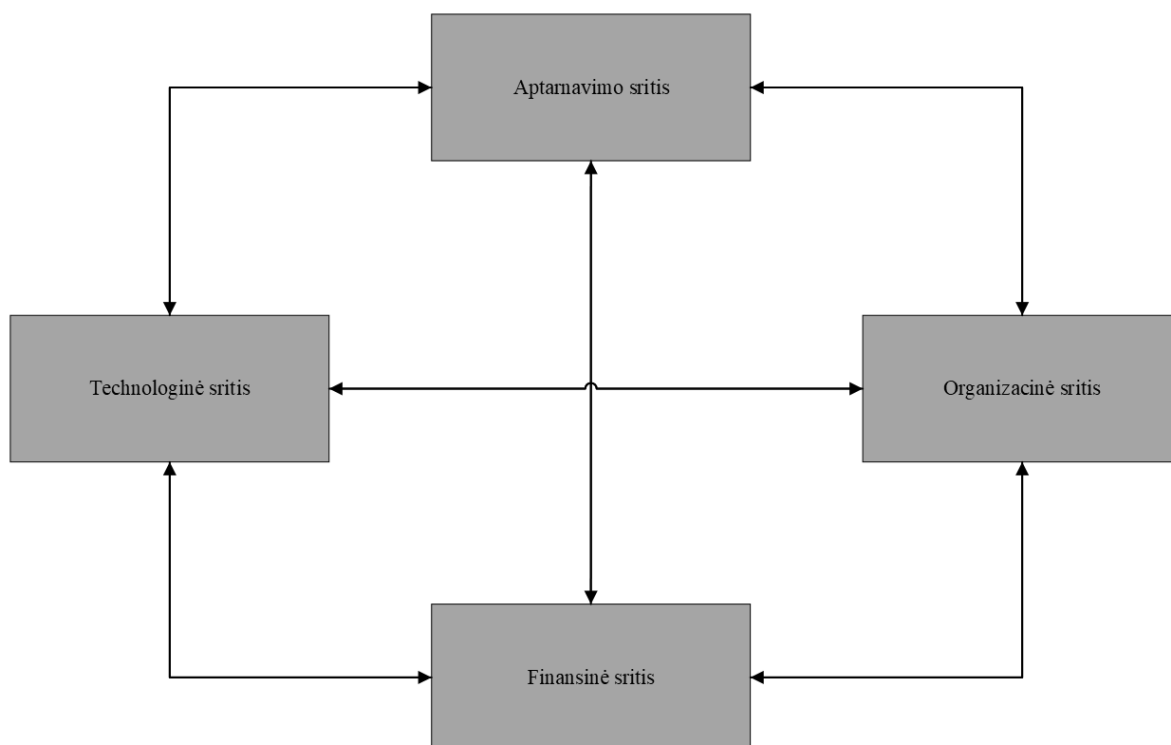 Aptarnavimo sritis
Technologinė sritis
Organizacinė sritis
Finansinė sritis